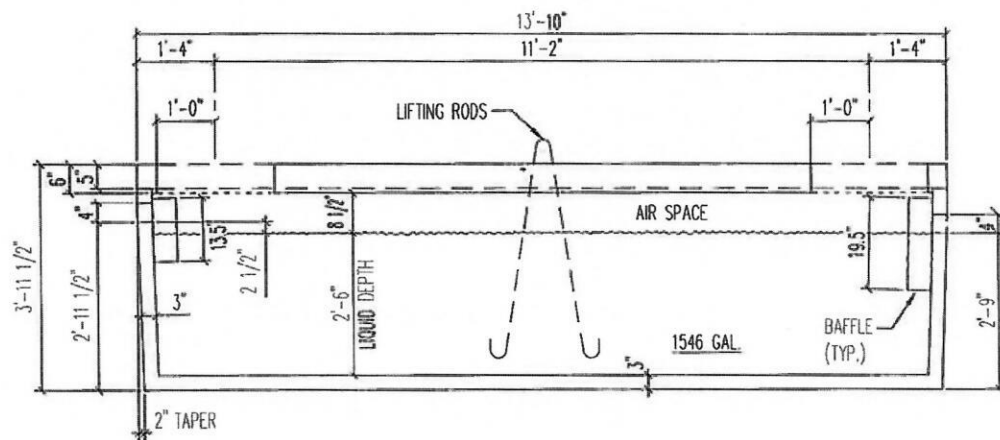 13'-10"
1'-4"
11'-2"
1'-4"
1'-0"
LIFTING RODS
1'-0"
6"
5"
4"
13.5"
8 1/2"
AIR SPACE
19.5"
4"
3'-11 1/2"
2'-11 1/2"
2 1/2"
3"
LIQUID DEPTH
2'-6"
1546 GAL.
3"
BAFFLE
(TYP.)
2'-9"
2" TAPER